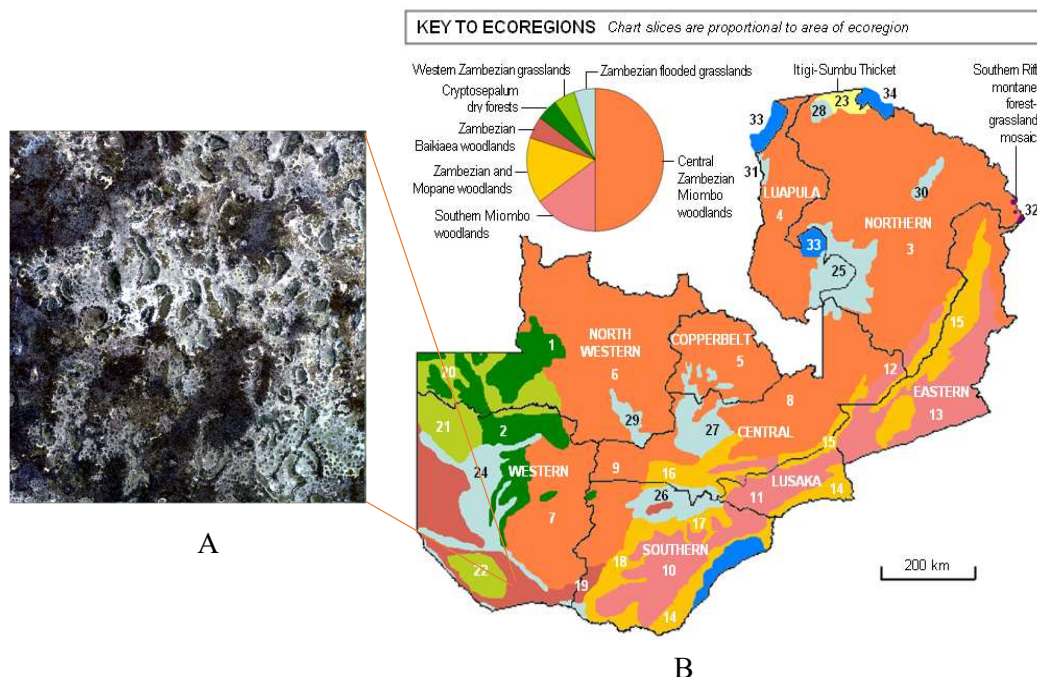 KEY TO ECOREGIONS Chart slices are proportional to area of ecoregion
Western Zambezian grasslands
Cryptosepalum
dry forests
Zambezian
Baikiaea woodlands
Zambezian and
Mopane woodlands
Southern Miombo
woodlands
Zambezian flooded grasslands
Central
Zambezian
Miombo
woodlands
Itigi-Sumbu Thicket
Southern Rift
montane
forest-
grassland
mosaic
34
23
28
33
31
LUAPULA
4
30
32
NORTHERN
3
33
25
15
1
NORTH
WESTERN
6
COPPERBELT
5
12
EASTERN
13
20
8
21
2
29
27
CENTRAL
15
24
WESTERN
9
16
LUSAKA
14
11
26
7
17
SOUTHERN
18
10
22
19
14
200 km
A
B